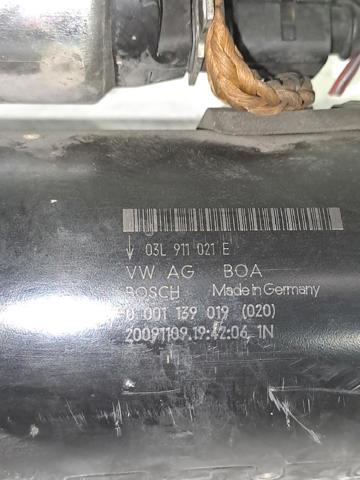 03L 911 021 E
VW AG BOA
BOSCH Made in Germany
0 001 139 019 (020)
20091109.19:42:06 1N